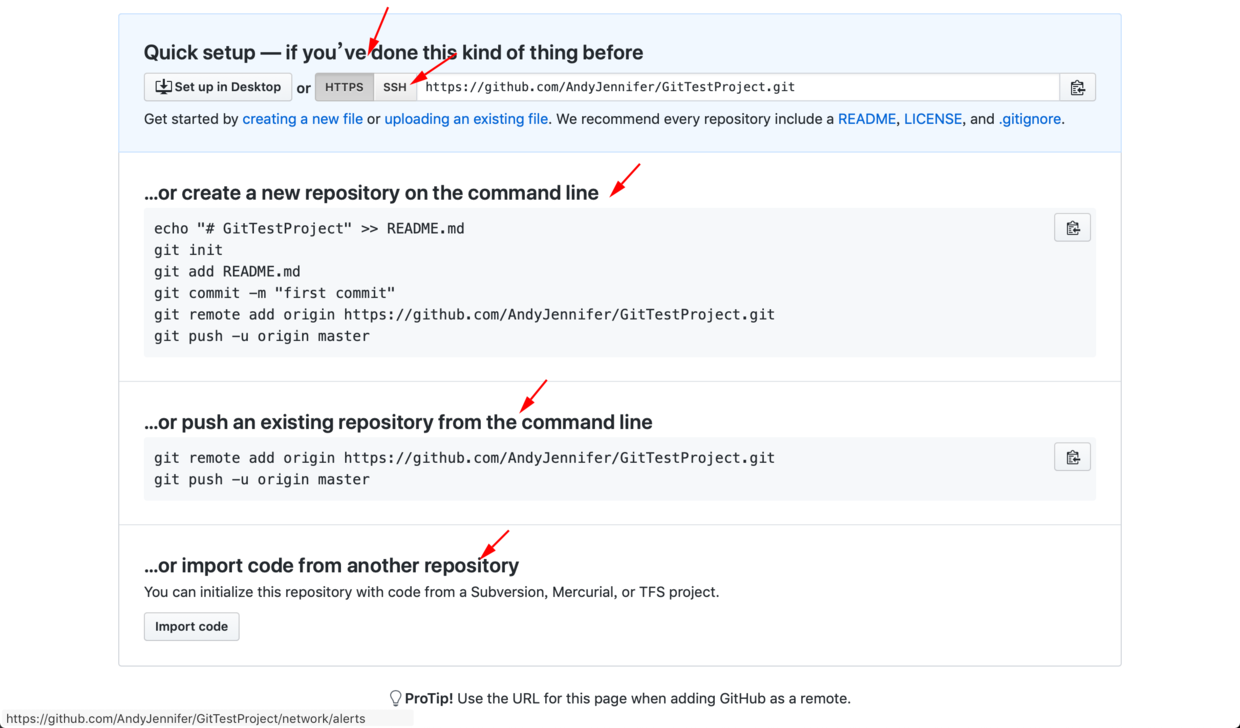 Quick setup — if you’ve done this kind of thing before
Set up in Desktop or HTTPS SSH https://github.com/AndyJennifer/GitTestProject.git
Get started by creating a new file or uploading an existing file. We recommend every repository include a README, LICENSE, and .gitignore.
…or create a new repository on the command line
echo "# GitTestProject" >> README.md
git init
git add README.md
git commit -m "first commit"
git remote add origin https://github.com/AndyJennifer/GitTestProject.git
git push -u origin master
…or push an existing repository from the command line
git remote add origin https://github.com/AndyJennifer/GitTestProject.git
git push -u origin master
…or import code from another repository
You can initialize this repository with code from a Subversion, Mercurial, or TFS project.
Import code
ProTip! Use the URL for this page when adding GitHub as a remote.
https://github.com/AndyJennifer/GitTestProject/network/alerts